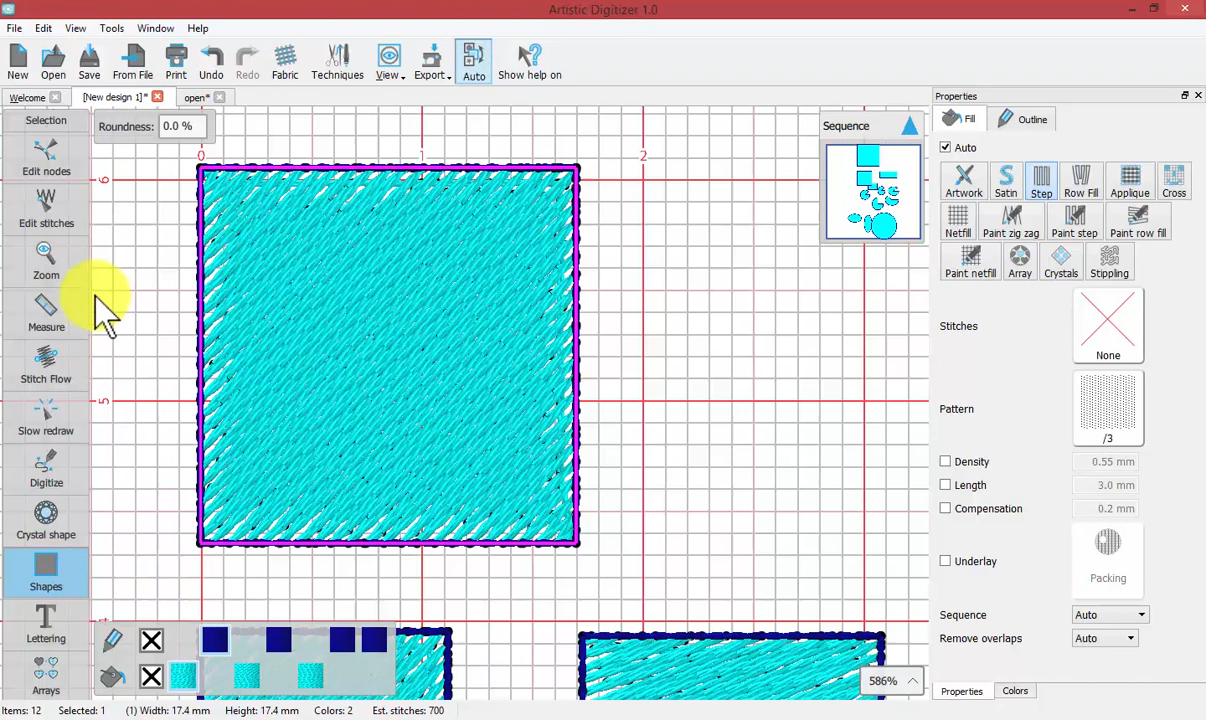 Artistic Digitizer 1.0
File Edit View Tools Window Help
New Open Save From File Print Undo Redo Fabric Techniques View Export Auto Show help on
Welcome [New design 1]* open*
Selection
Roundness: 0.0 %
Edit nodes
Edit stitches
Zoom
Measure
Stitch Flow
Slow redraw
Digitize
Crystal shape
Shapes
Lettering
Arrays
0 1 2
6
5
4
Sequence
586%
Properties
Fill Outline
Auto
Artwork Satin Step Row Fill Applique Cross
Netfill Paint zig zag Paint step Paint row fill
Paint netfill Array Crystals Stippling
Stitches None
Pattern /3
Density 0.55 mm
Length 3.0 mm
Compensation 0.2 mm
Underlay Packing
Sequence Auto
Remove overlaps Auto
Properties Colors
Items: 12 Selected: 1 (1) Width: 17.4 mm Height: 17.4 mm Colors: 2 Est. stitches: 700